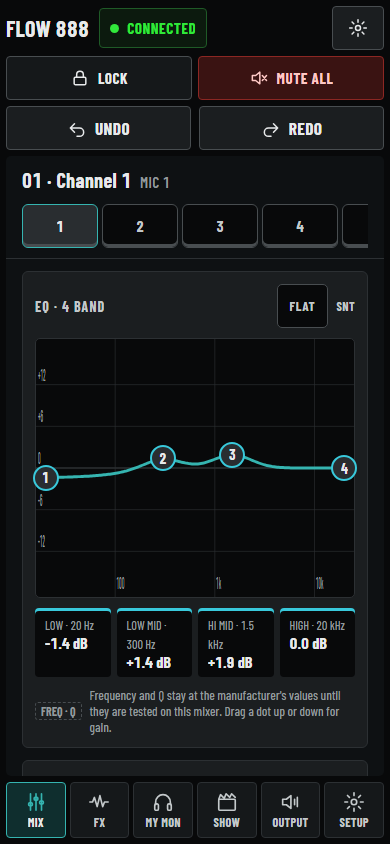 FLOW 888
CONNECTED
LOCK
MUTE ALL
UNDO
REDO
01 · Channel 1 MIC 1
1
2
3
4
EQ · 4 BAND
FLAT
SNT
+12
+6
0
-6
-12
1
2
3
4
100
1k
10k
LOW · 20 Hz
-1.4 dB
LOW MID ·
300 Hz
+1.4 dB
HI MID · 1.5
kHz
+1.9 dB
HIGH · 20 kHz
0.0 dB
FREQ · Q
Frequency and Q stay at the manufacturer's values until
they are tested on this mixer. Drag a dot up or down for
gain.
MIX
FX
MY MON
SHOW
OUTPUT
SETUP